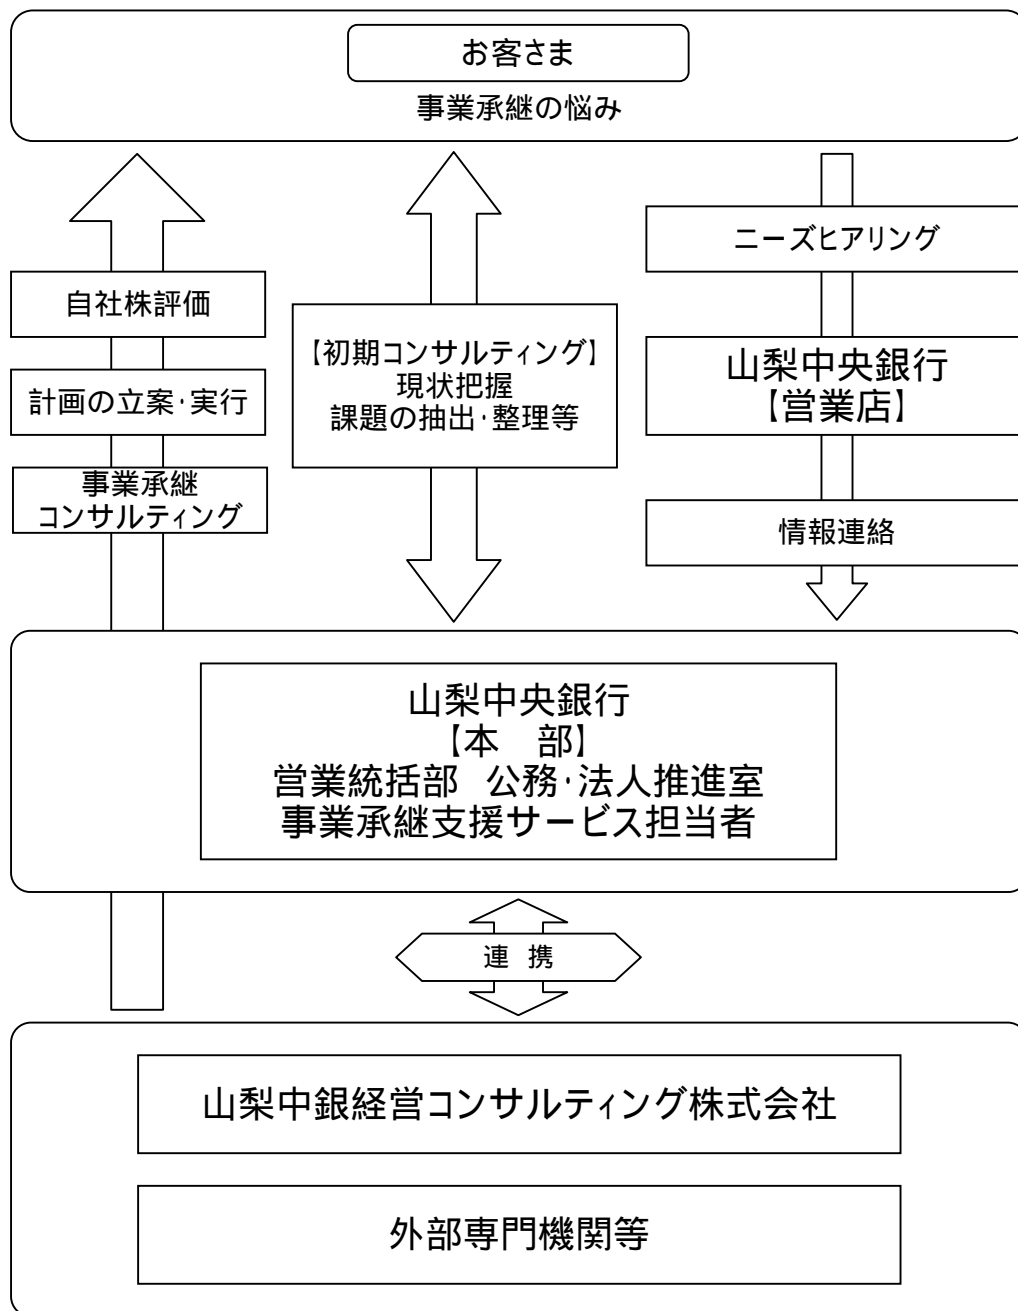 お客さま
事業承継の悩み
ニーズヒアリング
山梨中央銀行
【営業店】
情報連絡
【初期コンサルティング】
現状把握
課題の抽出・整理等
自社株評価
計画の立案・実行
事業承継
コンサルティング
山梨中央銀行
【本　部】
営業統括部　公務・法人推進室
事業承継支援サービス担当者
連 携
山梨中銀経営コンサルティング株式会社
外部専門機関等